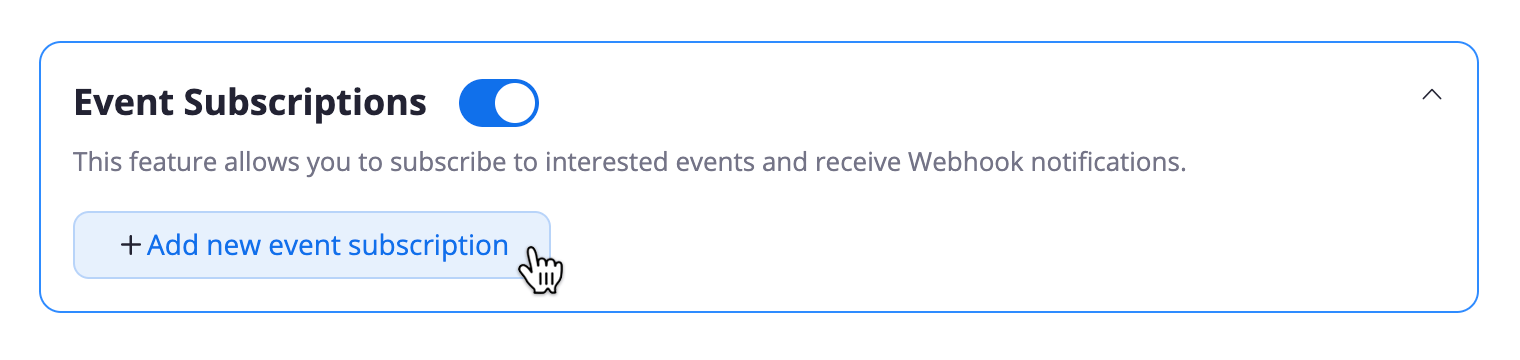 Event Subscriptions
This feature allows you to subscribe to interested events and receive Webhook notifications.
+ Add new event subscription